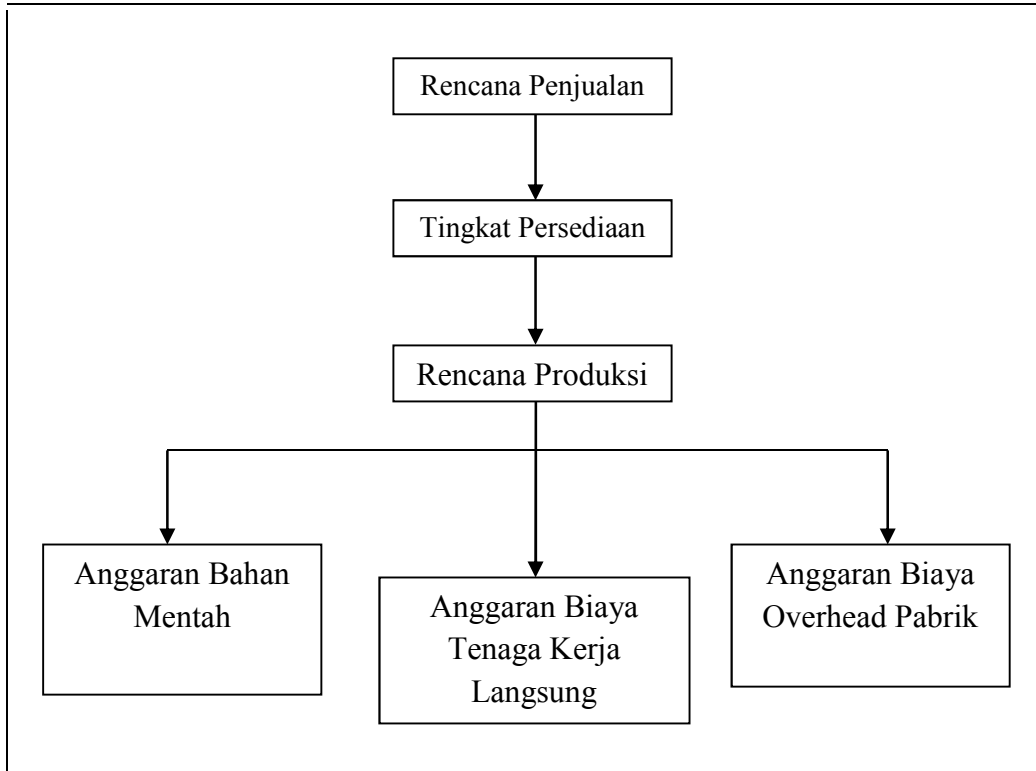 Rencana Penjualan
Tingkat Persediaan
Rencana Produksi
Anggaran Bahan
Mentah
Anggaran Biaya
Tenaga Kerja
Langsung
Anggaran Biaya
Overhead Pabrik